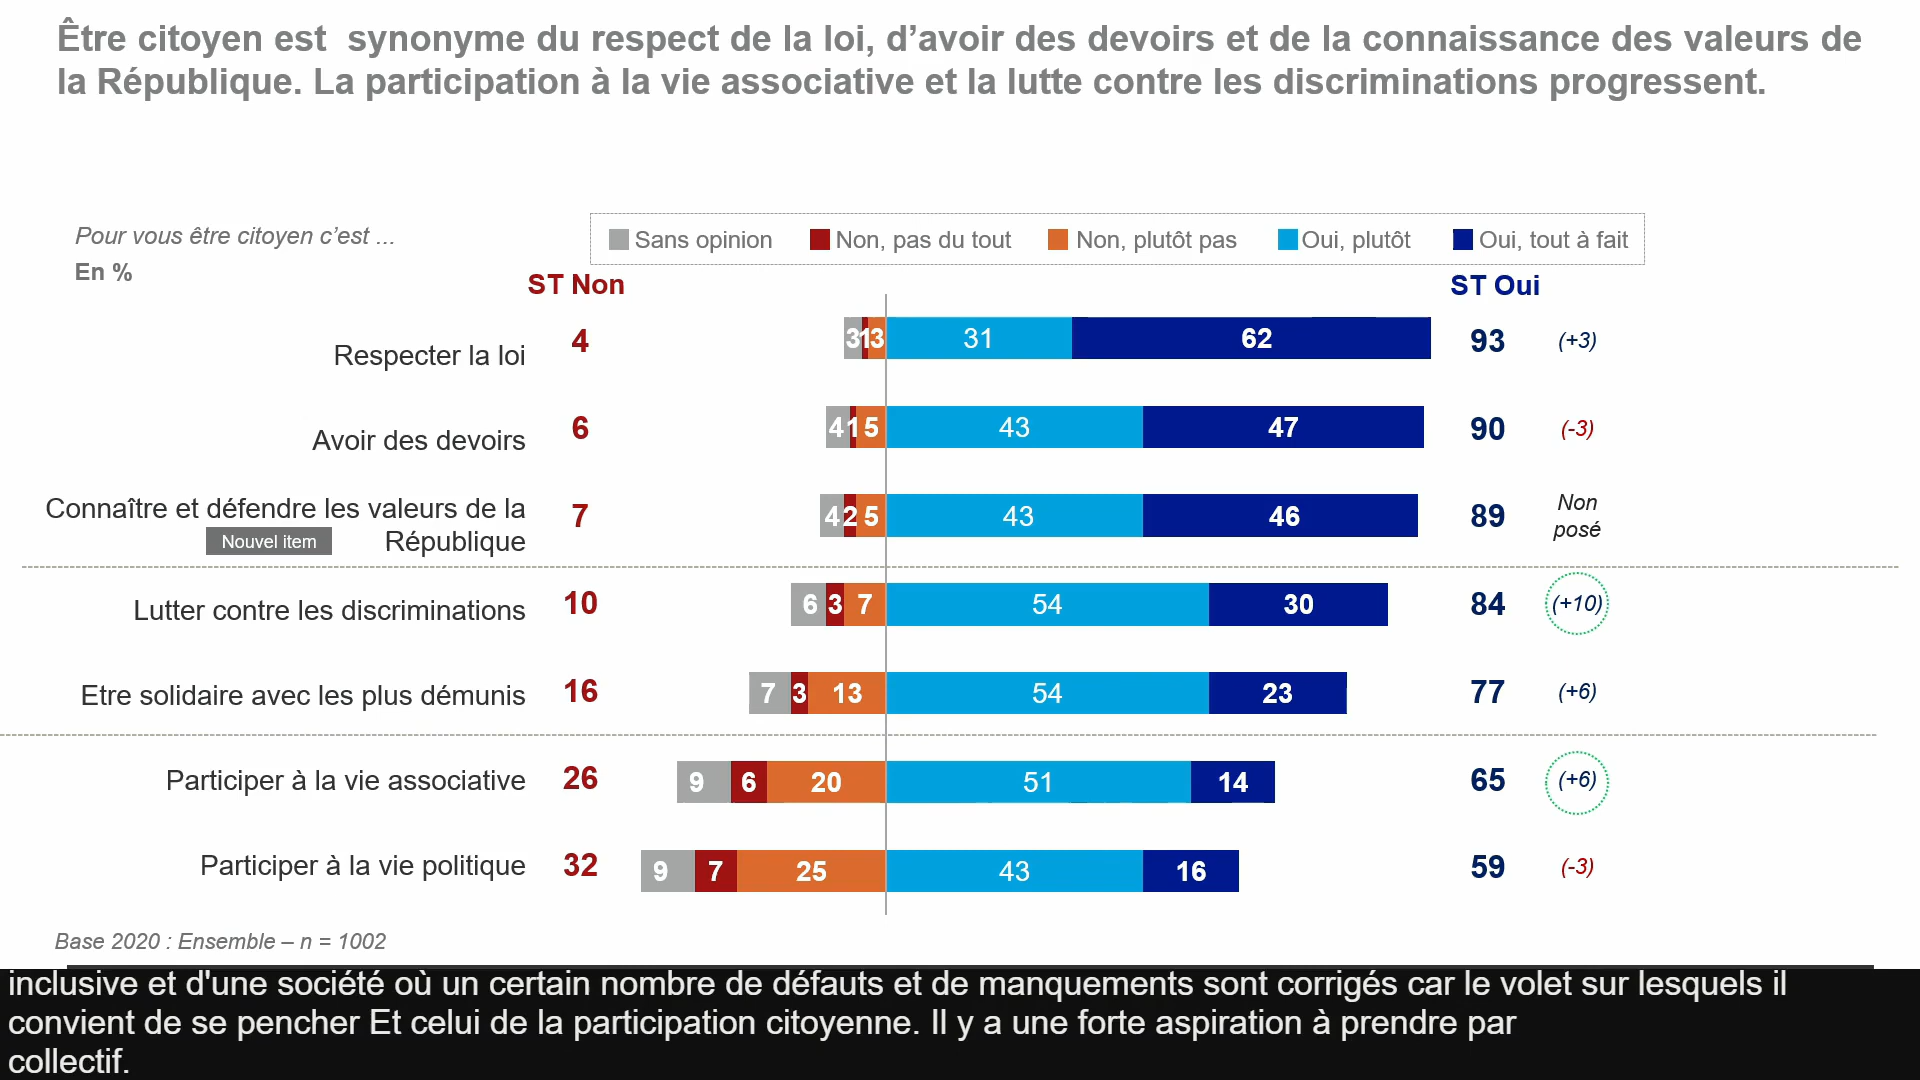 Être citoyen est  synonyme du respect de la loi, d’avoir des devoirs et de la connaissance des valeurs de
la République. La participation à la vie associative et la lutte contre les discriminations progressent.
Pour vous être citoyen c’est ...
En %
Sans opinion Non, pas du tout Non, plutôt pas Oui, plutôt Oui, tout à fait
ST Non ST Oui
Respecter la loi 4 3 1 3 31 62 93 (+3)
Avoir des devoirs 6 4 1 5 43 47 90 (-3)
Connaître et défendre les valeurs de la
Nouvel item République 7 4 2 5 43 46 89 Non
posé
Lutter contre les discriminations 10 6 3 7 54 30 84 (+10)
Etre solidaire avec les plus démunis 16 7 3 13 54 23 77 (+6)
Participer à la vie associative 26 9 6 20 51 14 65 (+6)
Participer à la vie politique 32 9 7 25 43 16 59 (-3)
Base 2020 : Ensemble – n = 1002
inclusive et d'une société où un certain nombre de défauts et de manquements sont corrigés car le volet sur lesquels il
convient de se pencher Et celui de la participation citoyenne. Il y a une forte aspiration à prendre par
collectif.